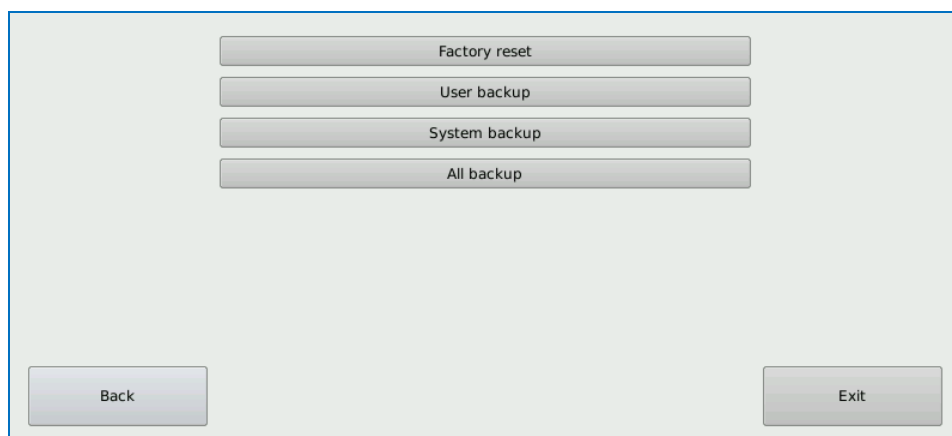 Factory reset
User backup
System backup
All backup
Back
Exit